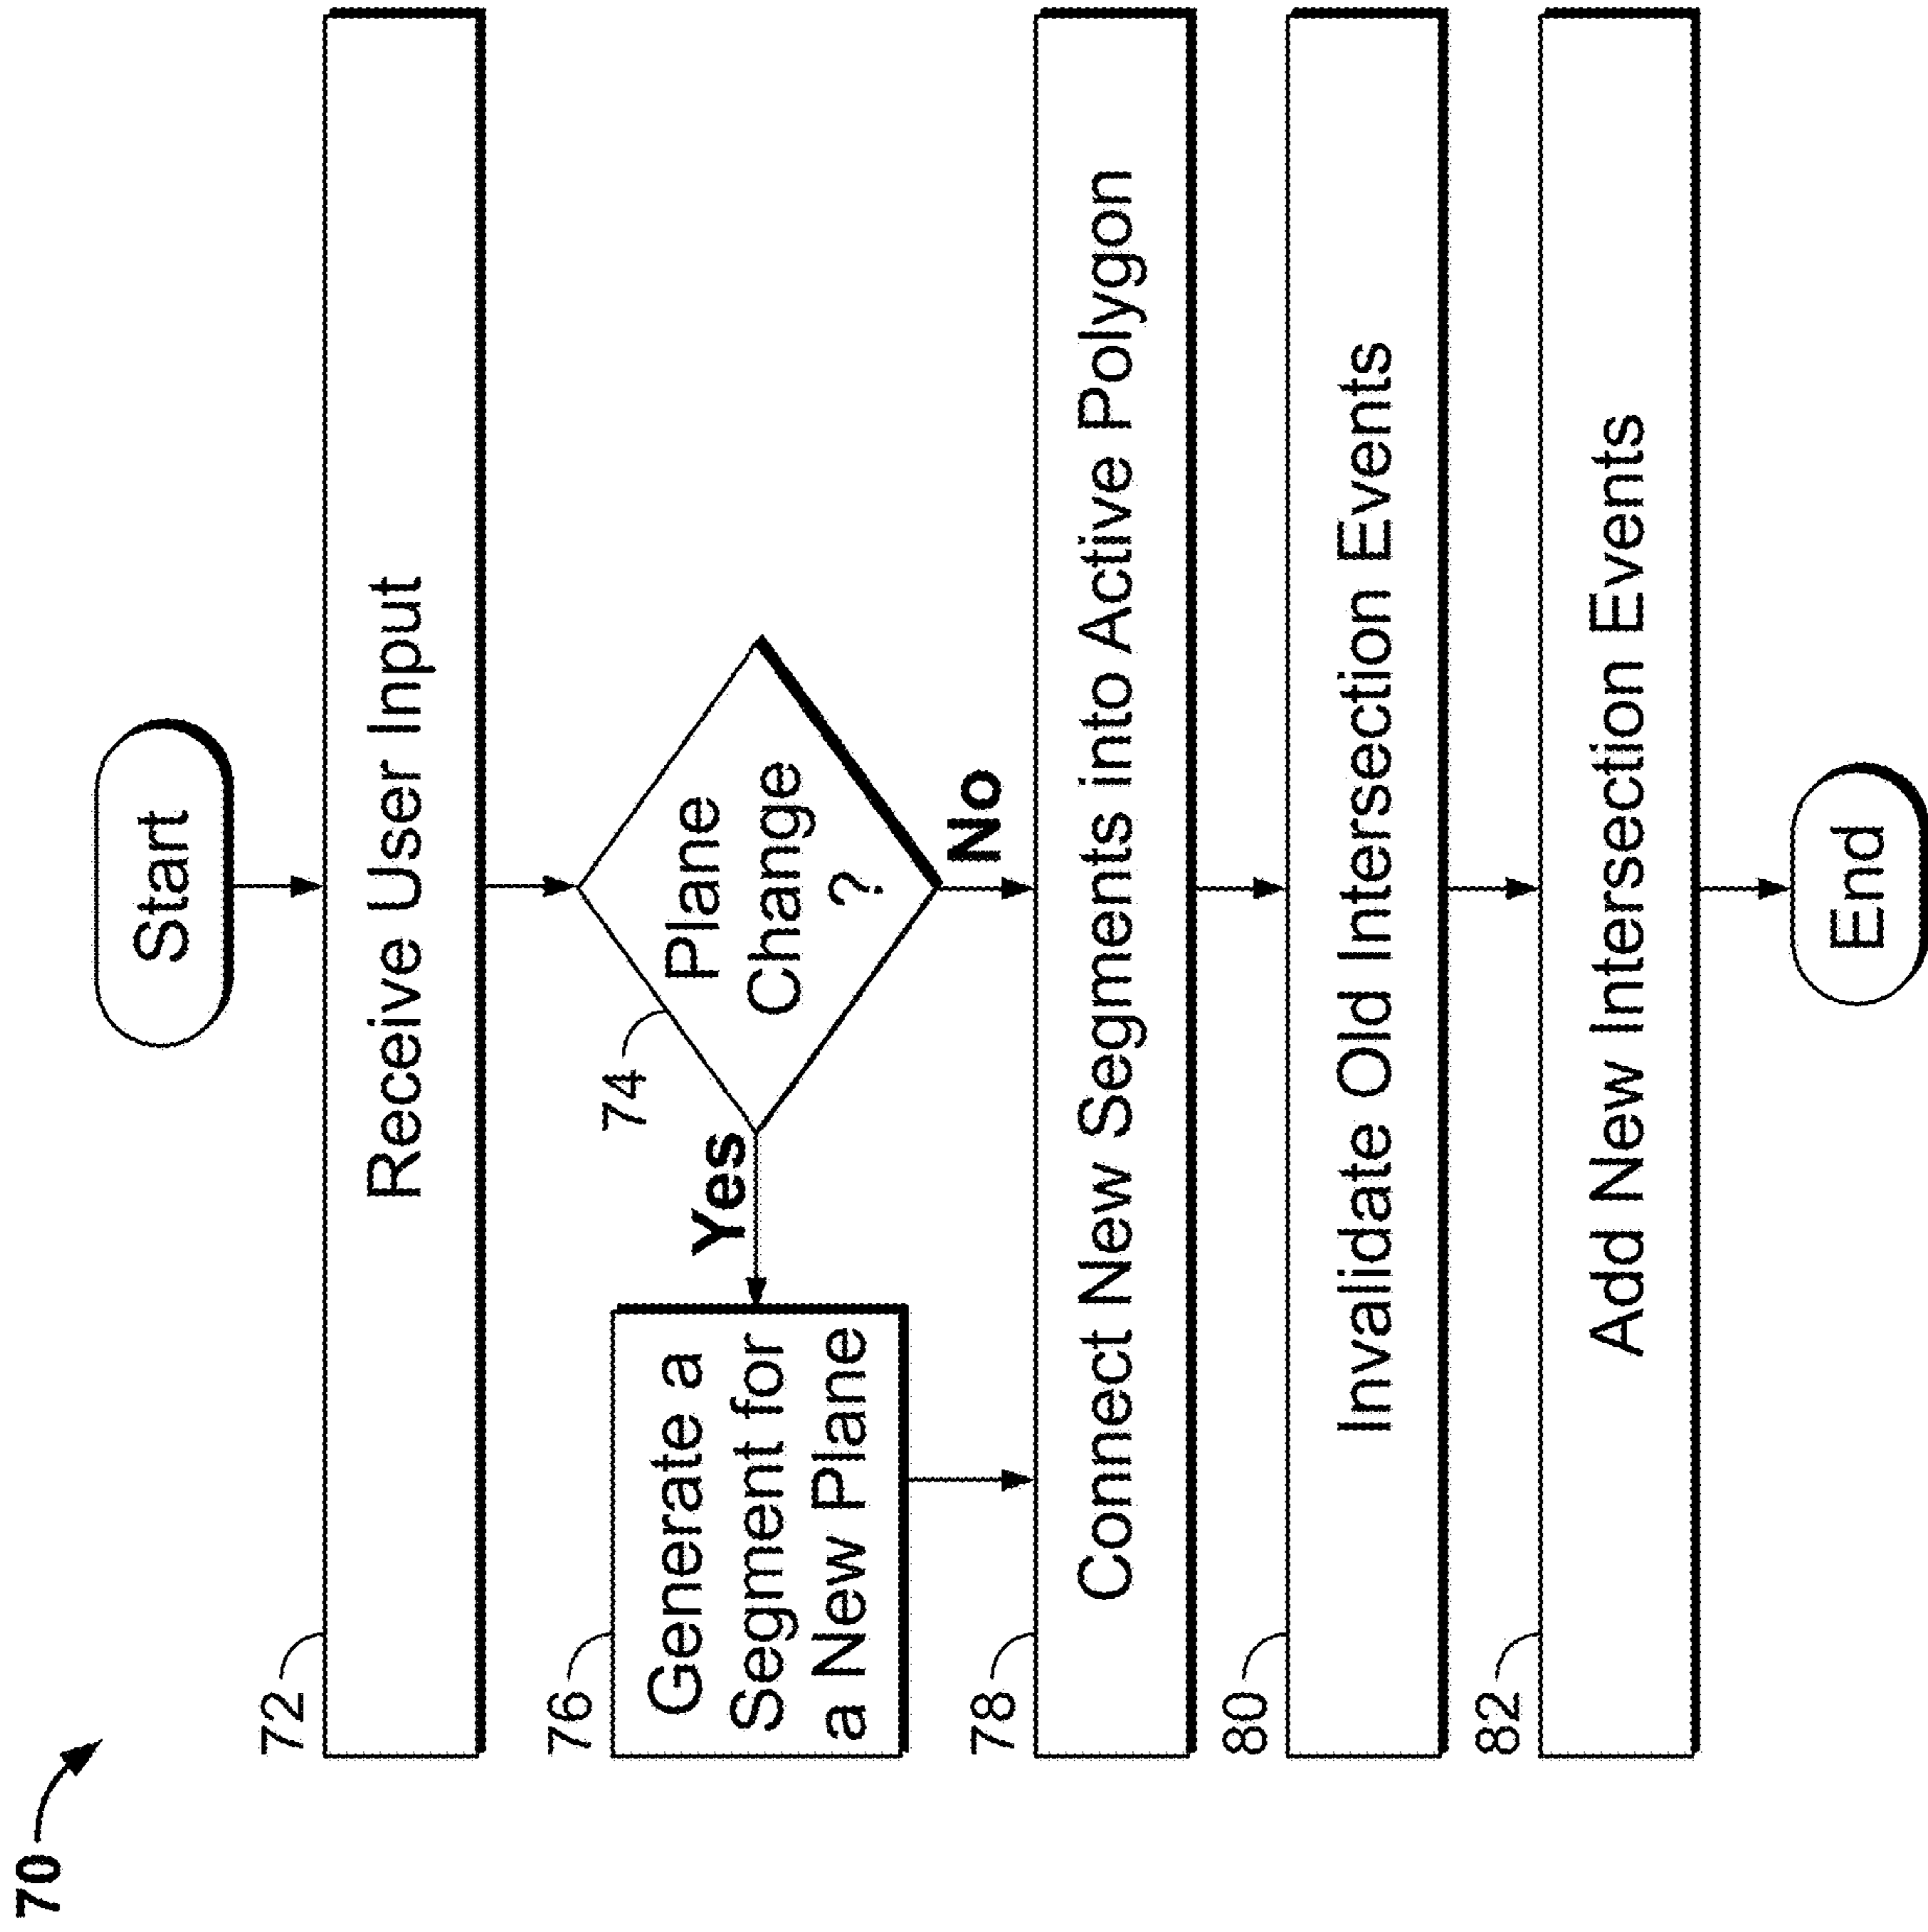 70
Start
72
Receive User Input
74
Plane
Change
?
Yes
No
76
Generate a
Segment for
a New Plane
78
Connect New Segments into Active Polygon
80
Invalidate Old Intersection Events
82
Add New Intersection Events
End